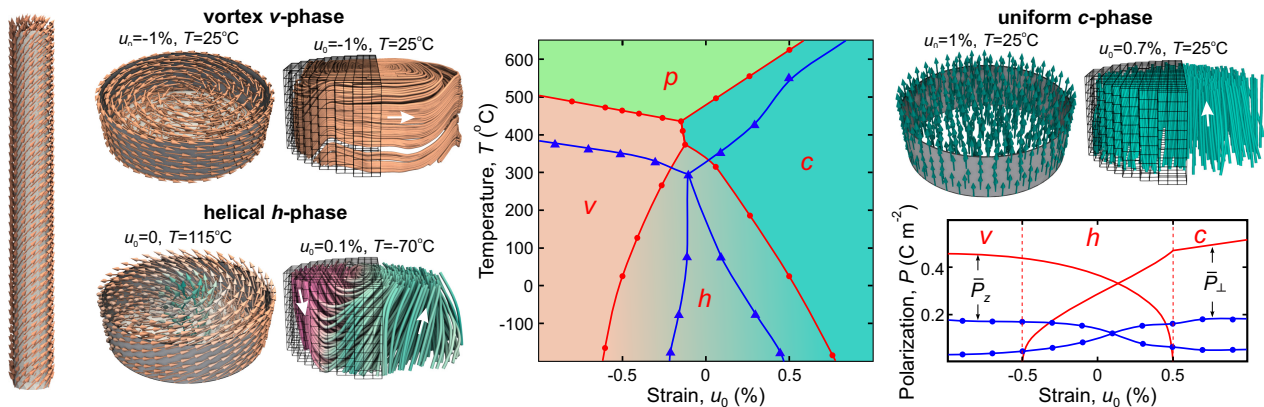 vortex v-phase
u₀=-1%, T=25°C
u₀=-1%, T=25°C
helical h-phase
u₀=0, T=115°C
u₀=0.1%, T=-70°C
Temperature, T (°C)
600
500
400
300
200
100
0
-100
p
v
c
h
-0.5
0
0.5
Strain, u₀ (%)
uniform c-phase
u₀=1%, T=25°C
u₀=0.7%, T=25°C
Polarization, P (C m⁻²)
0.4
0.2
v
h
c
P̄z
P̄⊥
-0.5
0
0.5
Strain, u₀ (%)